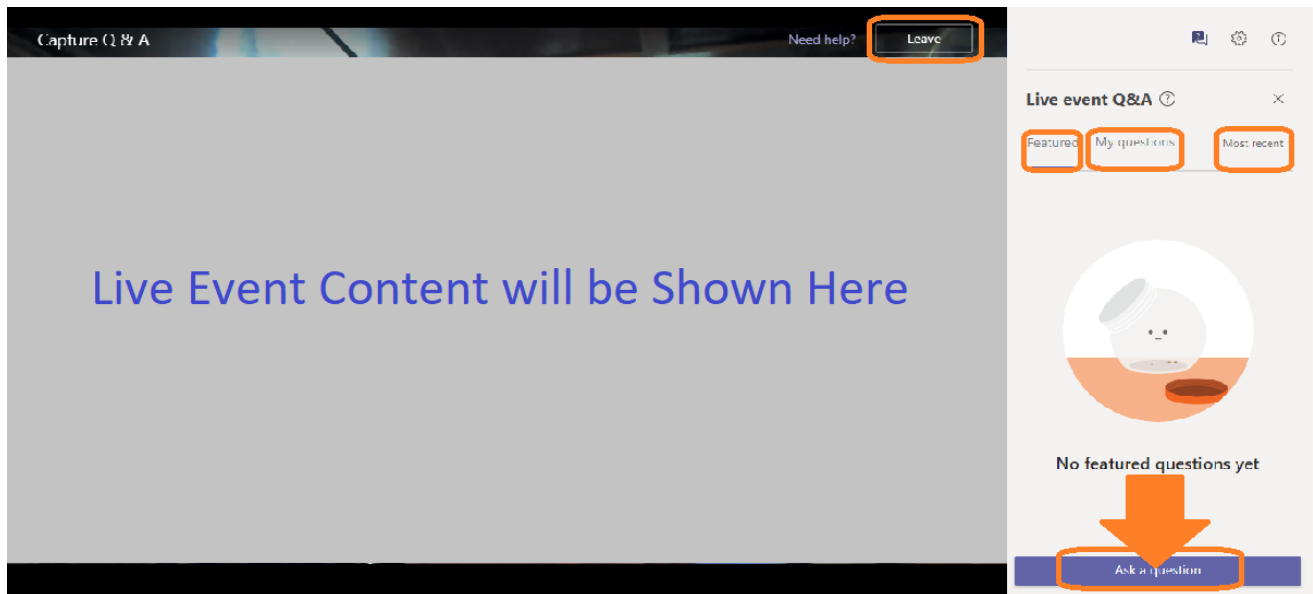 Capture Q & A
Need help?
Leave
Live Event Content will be Shown Here
Live event Q&A
Featured
My questions
Most recent
No featured questions yet
Ask a question